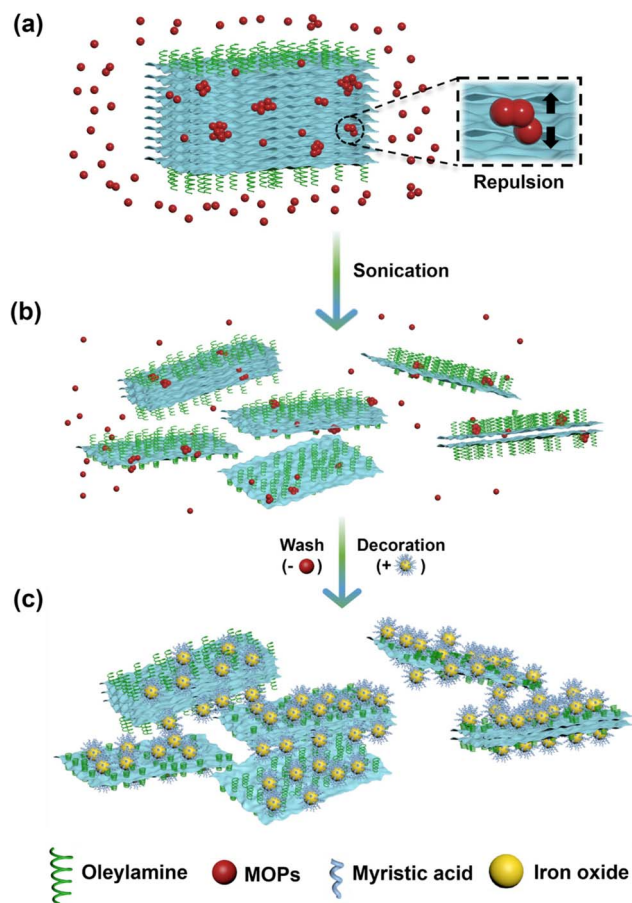 (a)
Repulsion
Sonication
(b)
Wash Decoration
(- ) (+ )
(c)
Oleylamine MOPs Myristic acid Iron oxide